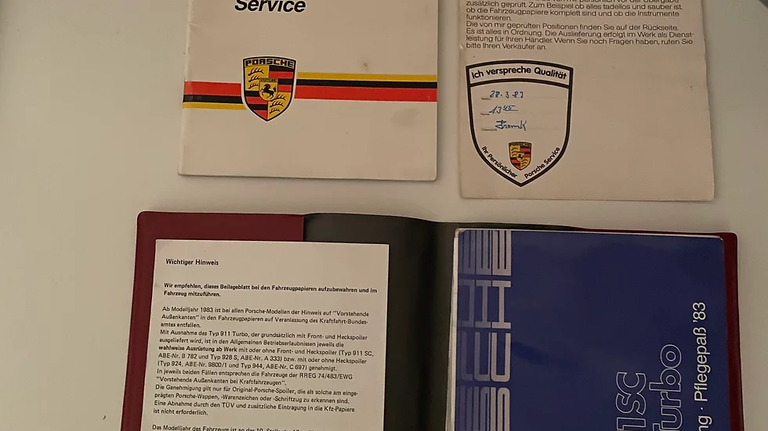 Service
PORSCHE
zusätzlich geprüft. Zum Beispiel ob alles tadellos und sauber ist,
ob die Fahrzeugpapiere komplett sind und ob die Instrumente
funktionieren.
Die von mir geprüften Positionen finden Sie auf der Rückseite.
Es ist alles in Ordnung. Die Auslieferung erfolgt im Werk als Dienst-
leistung für Ihren Händler. Wenn Sie noch Fragen haben, rufen Sie
bitte Ihren Verkäufer an.
Ich verspreche Qualität
28.3.83
1345
Ihr Persönlicher Porsche Service
Wichtiger Hinweis
Wir empfehlen, dieses Beilageblatt bei den Fahrzeugpapieren aufzubewahren und im
Fahrzeug mitzuführen.
Ab Modelljahr 1983 ist bei allen Porsche-Modellen der Hinweis auf "Vorstehende
Außenkanten" in den Fahrzeugpapieren auf Veranlassung des Kraftfahrt-Bundes-
amtes entfallen.
Mit Ausnahme des Typ 911 Turbo, der grundsätzlich mit Front- und Heckspoiler
ausgeliefert wird, ist in den Allgemeinen Betriebserlaubnissen jeweils die
wahlweise Ausrüstung ab Werk mit oder ohne Front- und Heckspoiler (Typ 911 SC,
ABE-Nr. B 782 und Typ 928 S, ABE-Nr. A 333) bzw. mit oder ohne Heckspoiler
(Typ 924, ABE-Nr. 9800/1 und Typ 944, ABE-Nr. C 697) genehmigt.
In jeweils beiden Fällen entsprechen die Fahrzeuge der RREG 74/483/EWG
"Vorstehende Außenkanten bei Kraftfahrzeugen".
Die Genehmigung gilt nur für Original-Porsche-Spoiler, die als solche am einge-
prägten Porsche-Wappen, -Warenzeichen oder -Schriftzug zu erkennen sind.
Eine Abnahme durch den TÜV und zusätzliche Eintragung in die Kfz-Papiere
ist nicht erforderlich.
SCHE
1SC
Turbo
ng · Pflegepaß '83